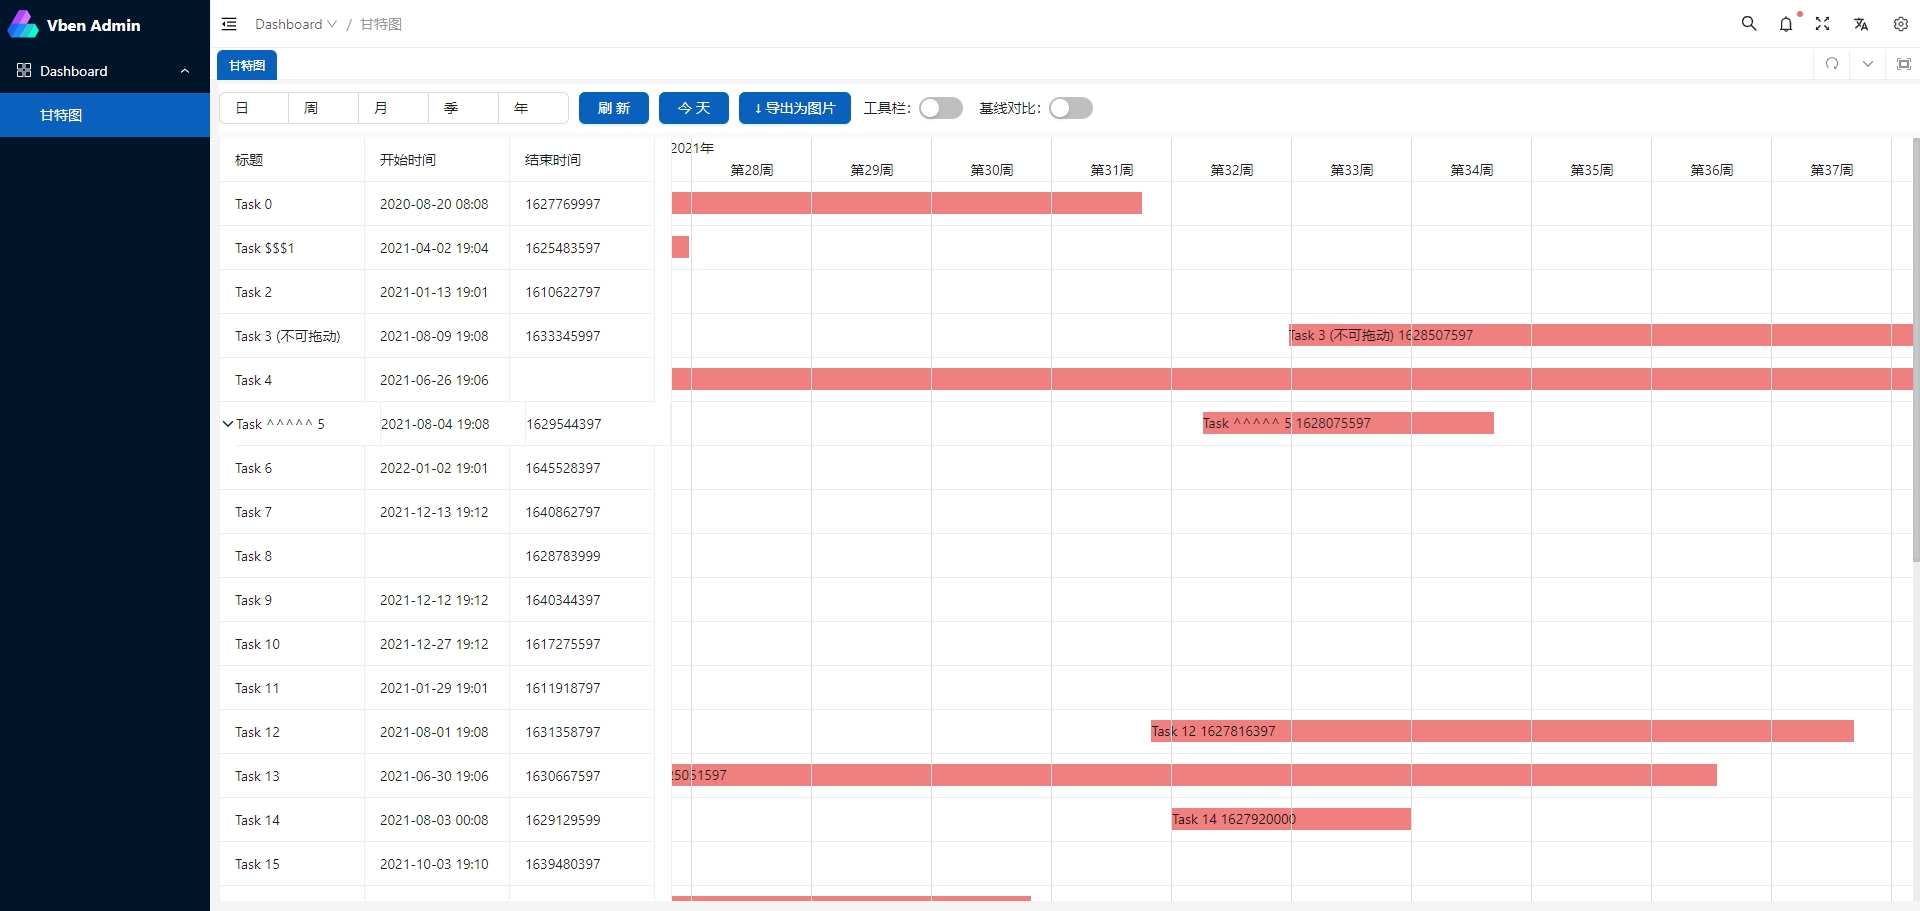 Vben Admin
Dashboard / 甘特图
Dashboard
甘特图
甘特图
日 周 月 季 年 刷 新 今 天 ↓导出为图片 工具栏: 基线对比:
标题 开始时间 结束时间
2021年
第28周 第29周 第30周 第31周 第32周 第33周 第34周 第35周 第36周 第37周
Task 0 2020-08-20 08:08 1627769997
Task $$$1 2021-04-02 19:04 1625483597
Task 2 2021-01-13 19:01 1610622797
Task 3 (不可拖动) 2021-08-09 19:08 1633345997 Task 3 (不可拖动) 1628507597
Task 4 2021-06-26 19:06
Task ^^^^^ 5 2021-08-04 19:08 1629544397 Task ^^^^^ 5 1628075597
Task 6 2022-01-02 19:01 1645528397
Task 7 2021-12-13 19:12 1640862797
Task 8 1628783999
Task 9 2021-12-12 19:12 1640344397
Task 10 2021-12-27 19:12 1617275597
Task 11 2021-01-29 19:01 1611918797
Task 12 2021-08-01 19:08 1631358797 Task 12 1627816397
Task 13 2021-06-30 19:06 1630667597 25051597
Task 14 2021-08-03 00:08 1629129599 Task 14 1627920000
Task 15 2021-10-03 19:10 1639480397